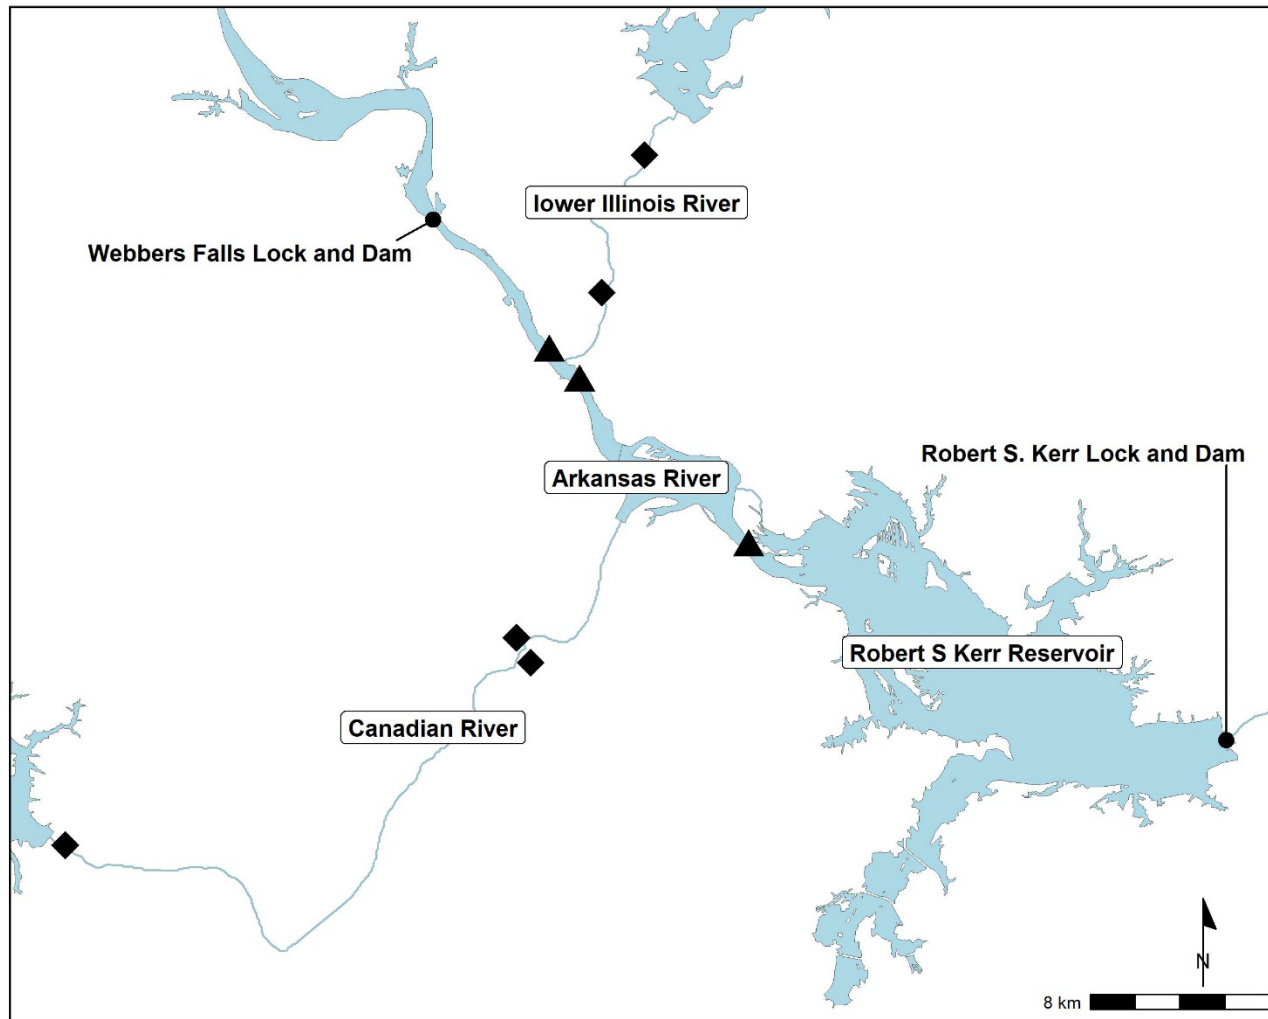 lower Illinois River
Webbers Falls Lock and Dam
Robert S. Kerr Lock and Dam
Arkansas River
Robert S Kerr Reservoir
Canadian River
N
8 km